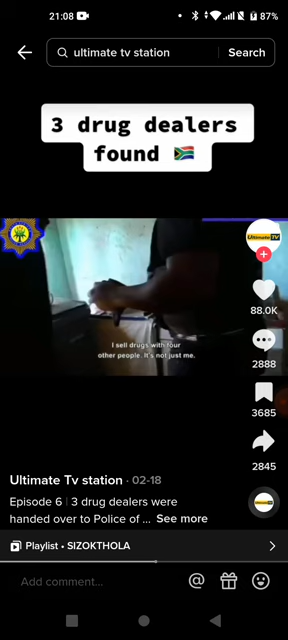 21:08
87%
ultimate tv station
Search
3 drug dealers
found 🇿🇦
Ultimate TV
88.0K
I sell drugs with four
other people. It's not just me.
2888
3685
2845
Ultimate Tv station · 02-18
Episode 6 | 3 drug dealers were
handed over to Police of ... See more
Playlist • SIZOKTHOLA
Add comment...
@